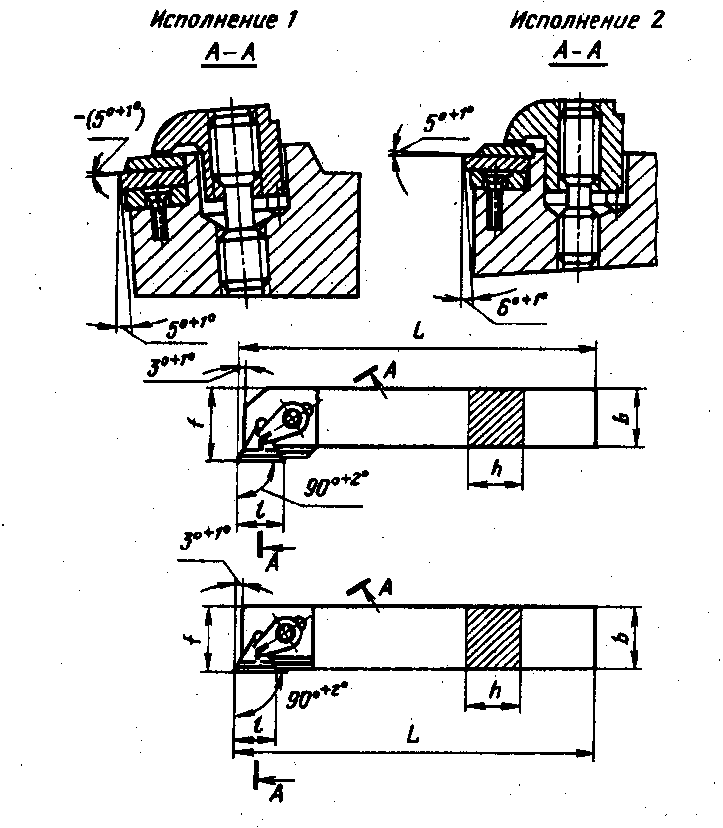 Исполнение 1
А-А
Исполнение 2
А-А
-(5°+1°)
5°+1°
5°+1°
6°+1°
L
3°+1°
А
f
b
h
90°+2°
l
А
3°+1°
А
f
b
h
90°+2°
l
L
А